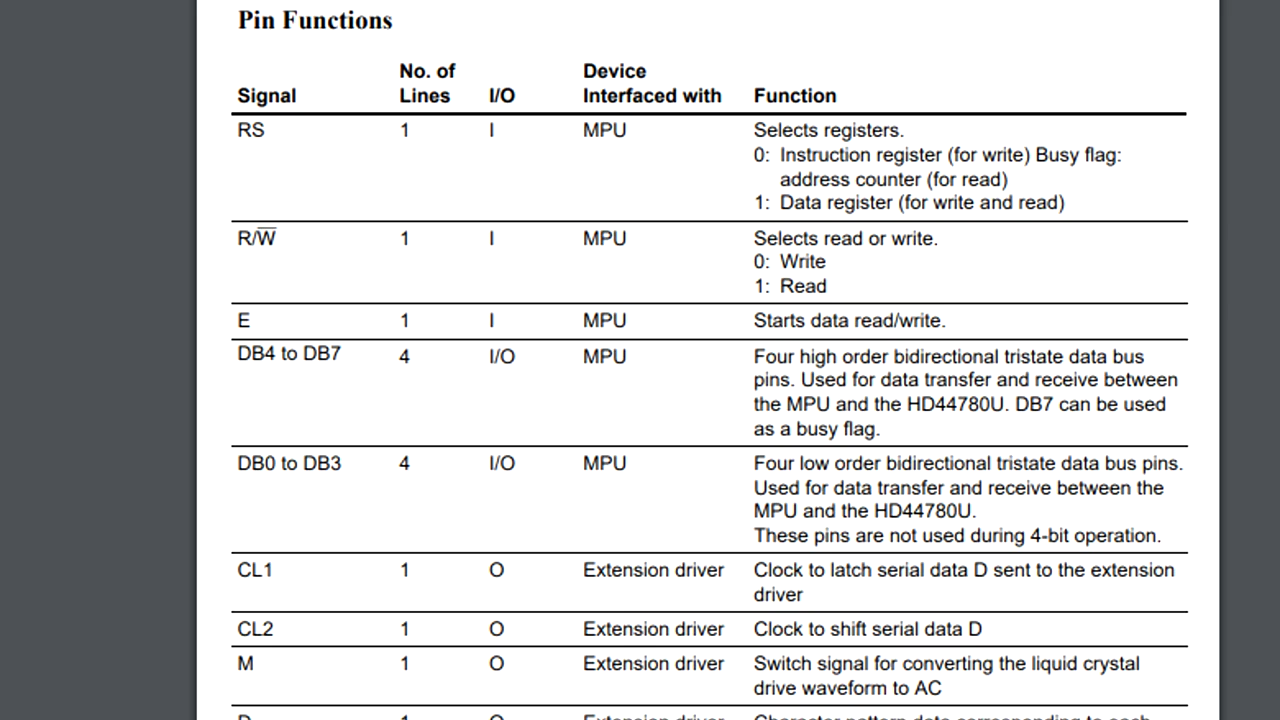 Pin Functions
No. of Device
Signal Lines I/O Interfaced with Function
RS 1 I MPU Selects registers.
0: Instruction register (for write) Busy flag:
address counter (for read)
1: Data register (for write and read)
R/W̅ 1 I MPU Selects read or write.
0: Write
1: Read
E 1 I MPU Starts data read/write.
DB4 to DB7 4 I/O MPU Four high order bidirectional tristate data bus
pins. Used for data transfer and receive between
the MPU and the HD44780U. DB7 can be used
as a busy flag.
DB0 to DB3 4 I/O MPU Four low order bidirectional tristate data bus pins.
Used for data transfer and receive between the
MPU and the HD44780U.
These pins are not used during 4-bit operation.
CL1 1 O Extension driver Clock to latch serial data D sent to the extension
driver
CL2 1 O Extension driver Clock to shift serial data D
M 1 O Extension driver Switch signal for converting the liquid crystal
drive waveform to AC